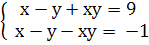 x − y + xy = 9
x − y − xy = −1